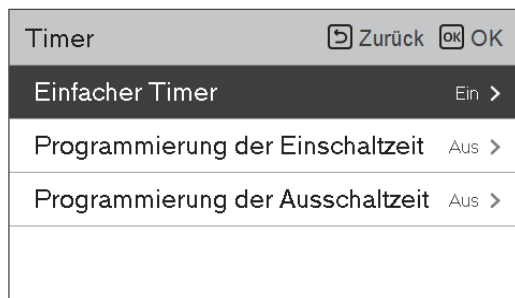 Timer Zurück OK OK
Einfacher Timer Ein >
Programmierung der Einschaltzeit Aus >
Programmierung der Ausschaltzeit Aus >